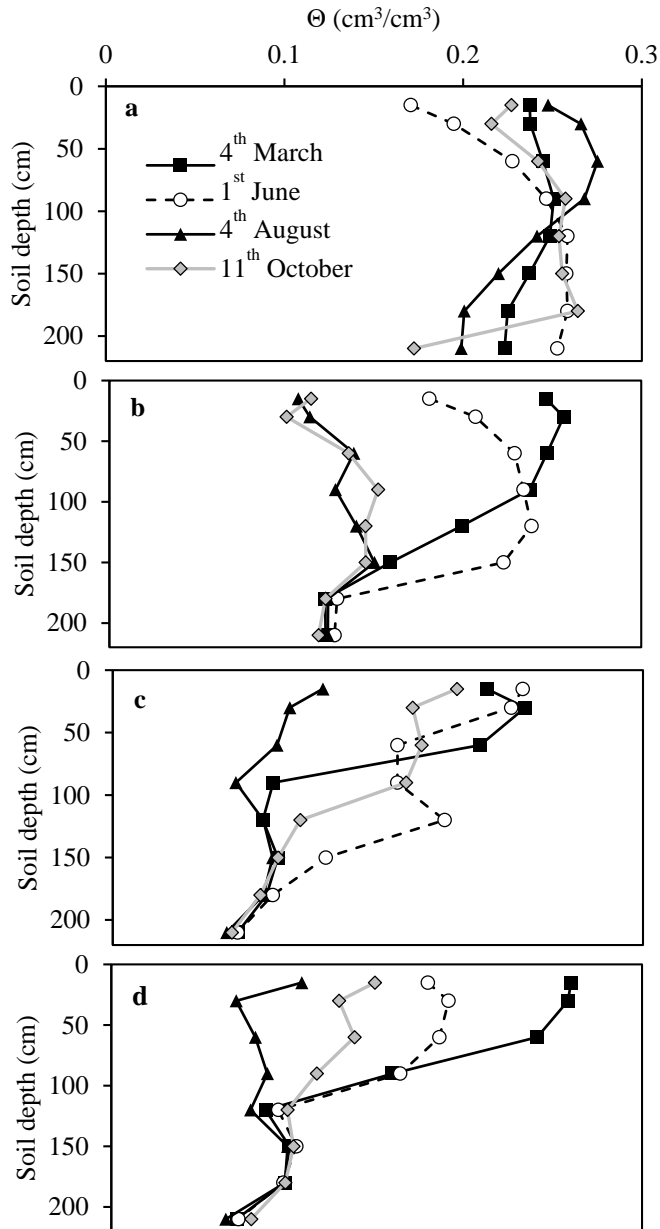 Θ (cm³/cm³)
0 0.1 0.2 0.3
0
50
100
150
200
Soil depth (cm)
a
4th March
1st June
4th August
11th October
0
50
100
150
200
Soil depth (cm)
b
0
50
100
150
200
Soil depth (cm)
c
0
50
100
150
200
Soil depth (cm)
d